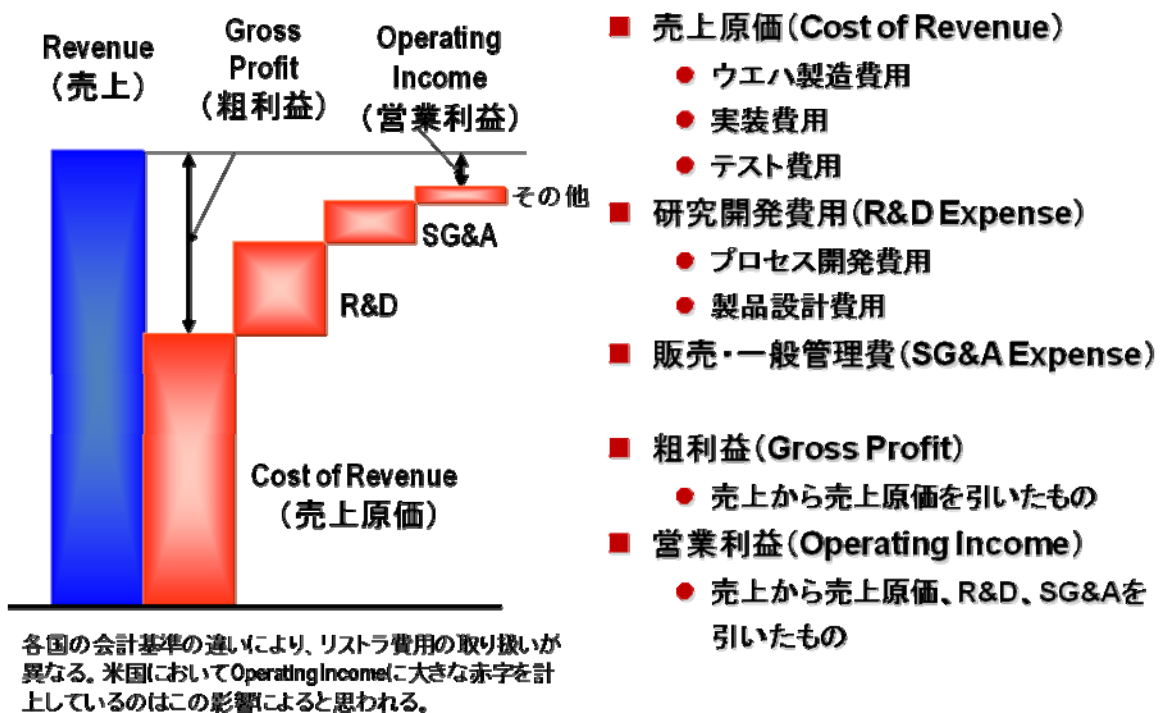 Revenue
（売上）
Gross
Profit
（粗利益）
Operating
Income
（営業利益）
その他
SG&A
R&D
Cost of Revenue
（売上原価）
各国の会計基準の違いにより、リストラ費用の取り扱いが
異なる。米国においてOperating Incomeに大きな赤字を計
上しているのはこの影響によると思われる。
■ 売上原価（Cost of Revenue）
● ウエハ製造費用
● 実装費用
● テスト費用
■ 研究開発費用（R&D Expense）
● プロセス開発費用
● 製品設計費用
■ 販売・一般管理費（SG&A Expense）
■ 粗利益（Gross Profit）
● 売上から売上原価を引いたもの
■ 営業利益（Operating Income）
● 売上から売上原価、R&D、SG&Aを
引いたもの